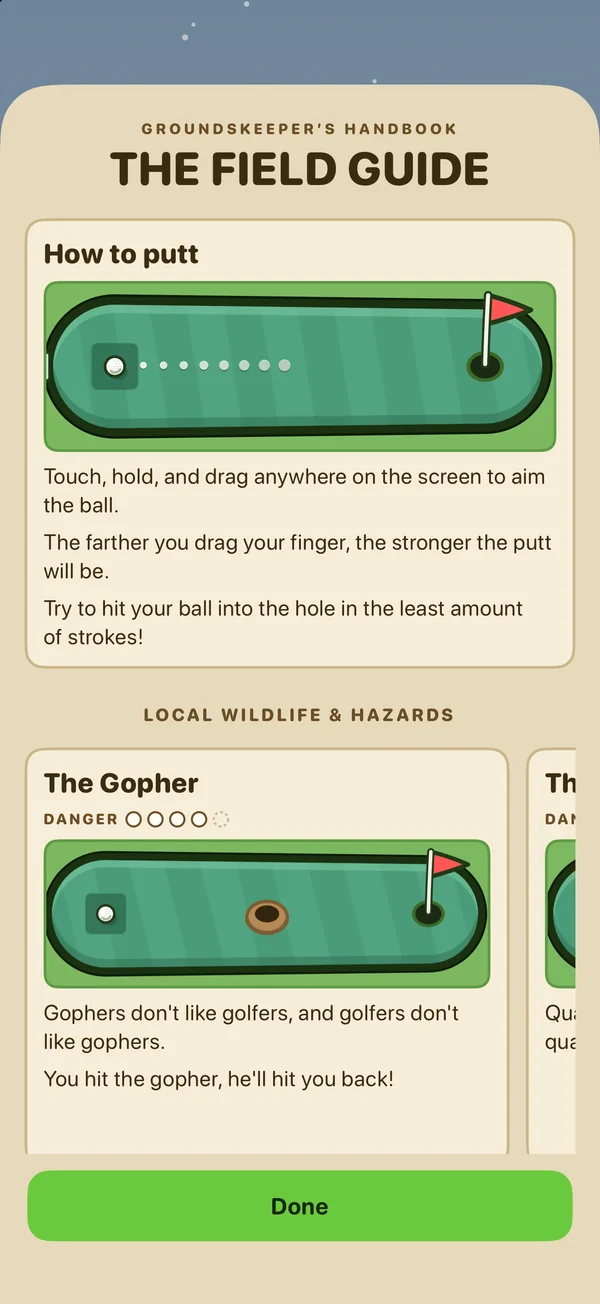 GROUNDSKEEPER'S HANDBOOK
THE FIELD GUIDE
How to putt
Touch, hold, and drag anywhere on the screen to aim
the ball.
The farther you drag your finger, the stronger the putt
will be.
Try to hit your ball into the hole in the least amount
of strokes!
LOCAL WILDLIFE & HAZARDS
The Gopher
DANGER
Gophers don't like golfers, and golfers don't
like gophers.
You hit the gopher, he'll hit you back!
Done